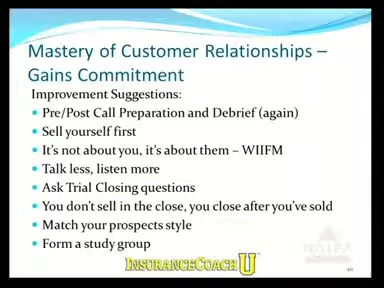 Mastery of Customer Relationships –
Gains Commitment
Improvement Suggestions:
Pre/Post Call Preparation and Debrief (again)
Sell yourself first
It's not about you, it's about them – WIIFM
Talk less, listen more
Ask Trial Closing questions
You don't sell in the close, you close after you've sold
Match your prospects style
Form a study group
INSURANCECOACH U